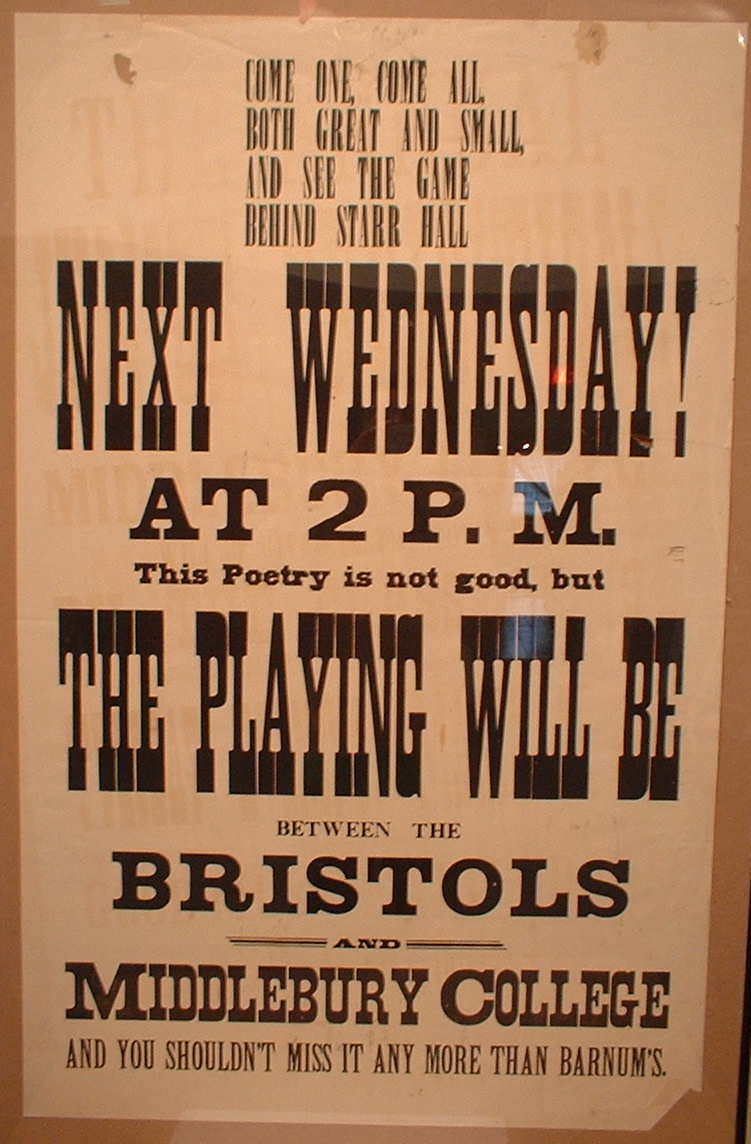 COME ONE, COME ALL,
BOTH GREAT AND SMALL,
AND SEE THE GAME
BEHIND STARR HALL
NEXT WEDNESDAY!
AT 2 P. M.
This Poetry is not good, but
THE PLAYING WILL BE
BETWEEN THE
BRISTOLS
AND
MIDDLEBURY COLLEGE
AND YOU SHOULDN'T MISS IT ANY MORE THAN BARNUM'S.